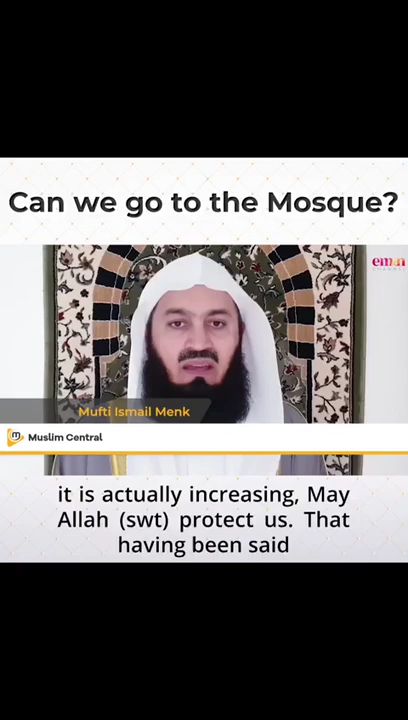 Can we go to the Mosque?
eman
CHANNEL
Mufti Ismail Menk
m Muslim Central
it is actually increasing, May
Allah (swt) protect us. That
having been said